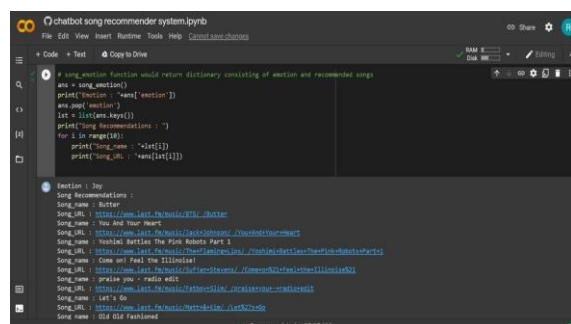 chatbot song recommender system.ipynb
File Edit View Insert Runtime Tools Help Cannot save changes
Share
+ Code + Text Copy to Drive
RAM
Disk
Editing
# song_emotion function would return dictionary consisting of emotion and recommended songs
ans = song_emotion()
print("Emotion : "+ans['emotion'])
ans.pop('emotion')
lst = list(ans.keys())
print("Song Recommendations : ")
for i in range(10):
print("Song_name : "+lst[i])
print("Song_URL : "+ans[lst[i]])
Emotion : Joy
Song Recommendations :
Song_name : Butter
Song_URL : https://www.last.fm/music/BTS/_/Butter
Song_name : You And Your Heart
Song_URL : https://www.last.fm/music/Jack+Johnson/_/You+And+Your+Heart
Song_name : Yoshimi Battles The Pink Robots Part 1
Song_URL : https://www.last.fm/music/The+Flaming+Lips/_/Yoshimi+Battles+The+Pink+Robots+Part+1
Song_name : Come on! Feel the Illinoise!
Song_URL : https://www.last.fm/music/Sufjan+Stevens/_/Come+on%21+Feel+the+Illinoise%21
Song_name : praise you - radio edit
Song_URL : https://www.last.fm/music/Fatboy+Slim/_/praise+you+-+radio+edit
Song_name : Let's Go
Song_URL : https://www.last.fm/music/Matt+&+Kim/_/Let%27s+Go
Song_name : Old Old Fashioned